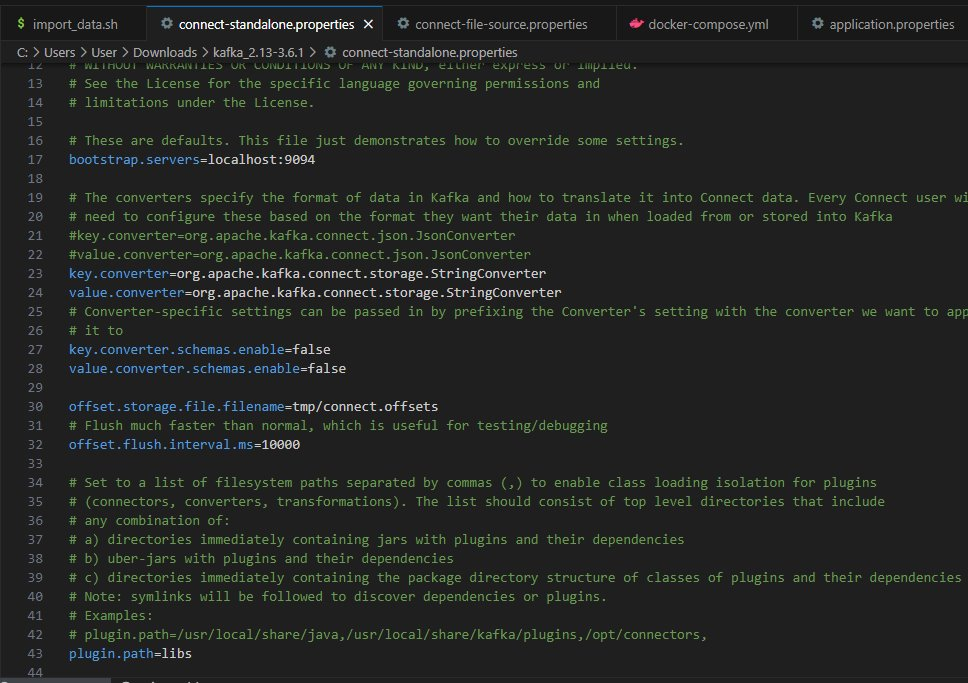 $ import_data.sh
connect-standalone.properties ×
connect-file-source.properties
docker-compose.yml
application.properties
C: > Users > User > Downloads > kafka_2.13-3.6.1 > connect-standalone.properties
12 # WITHOUT WARRANTIES OR CONDITIONS OF ANY KIND, either express or implied.
13 # See the License for the specific language governing permissions and
14 # limitations under the License.
15
16 # These are defaults. This file just demonstrates how to override some settings.
17 bootstrap.servers=localhost:9094
18
19 # The converters specify the format of data in Kafka and how to translate it into Connect data. Every Connect user wi
20 # need to configure these based on the format they want their data in when loaded from or stored into Kafka
21 #key.converter=org.apache.kafka.connect.json.JsonConverter
22 #value.converter=org.apache.kafka.connect.json.JsonConverter
23 key.converter=org.apache.kafka.connect.storage.StringConverter
24 value.converter=org.apache.kafka.connect.storage.StringConverter
25 # Converter-specific settings can be passed in by prefixing the Converter's setting with the converter we want to app
26 # it to
27 key.converter.schemas.enable=false
28 value.converter.schemas.enable=false
29
30 offset.storage.file.filename=tmp/connect.offsets
31 # Flush much faster than normal, which is useful for testing/debugging
32 offset.flush.interval.ms=10000
33
34 # Set to a list of filesystem paths separated by commas (,) to enable class loading isolation for plugins
35 # (connectors, converters, transformations). The list should consist of top level directories that include
36 # any combination of:
37 # a) directories immediately containing jars with plugins and their dependencies
38 # b) uber-jars with plugins and their dependencies
39 # c) directories immediately containing the package directory structure of classes of plugins and their dependencies
40 # Note: symlinks will be followed to discover dependencies or plugins.
41 # Examples:
42 # plugin.path=/usr/local/share/java,/usr/local/share/kafka/plugins,/opt/connectors,
43 plugin.path=libs
44